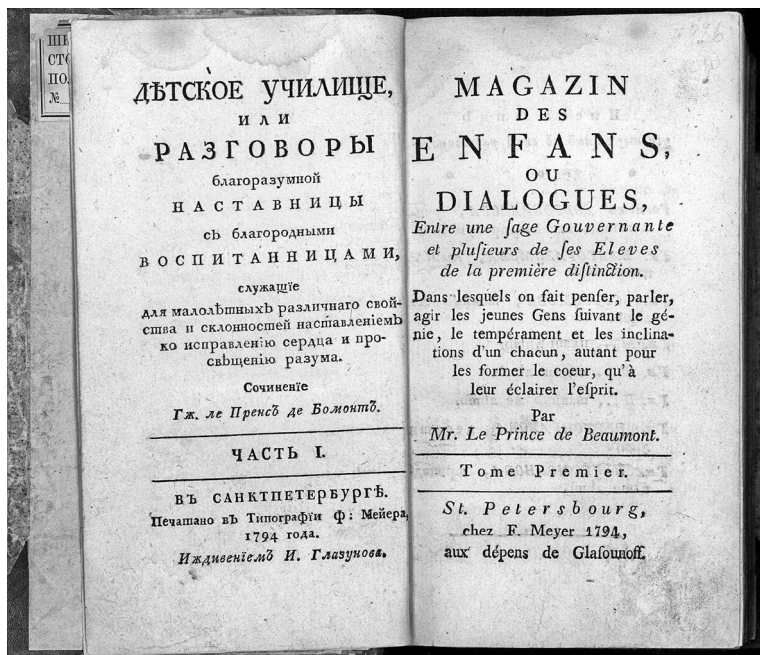 ДѢТСКОЕ УЧИЛИЩЕ,
ИЛИ
РАЗГОВОРЫ
благоразумной
НАСТАВНИЦЫ
съ благородными
ВОСПИТАННИЦАМИ,
служащїе
для малолѣтныхъ различнаго свой-
ства и склонностей наставленїемъ
ко исправленїю сердца и про-
свѣщенїю разума.
Сочиненїе
Гж. ле Пренсъ де Бомонтъ.
ЧАСТЬ I.
ВЪ САНКТПЕТЕРБУРГѢ.
Печатано въ Типографїи Ф: Мейера,
1794 года.
Иждивенїемъ И. Глазунова.
MAGAZIN
DES
ENFANS,
OU
DIALOGUES,
Entre une ſage Gouvernante
et pluſieurs de ſes Eleves
de la première diſtinction.
Dans lesquels on fait penſer, parler,
agir les jeunes Gens ſuivant le gé-
nie, le tempérament et les inclina-
tions d'un chacun, autant pour
les former le coeur, qu'à
leur éclairer l'eſprit.
Par
Mr. Le Prince de Beaumont.
Tome Premier.
St. Petersbourg,
chez F. Meyer 1794,
aux dépens de Glaſounoff.